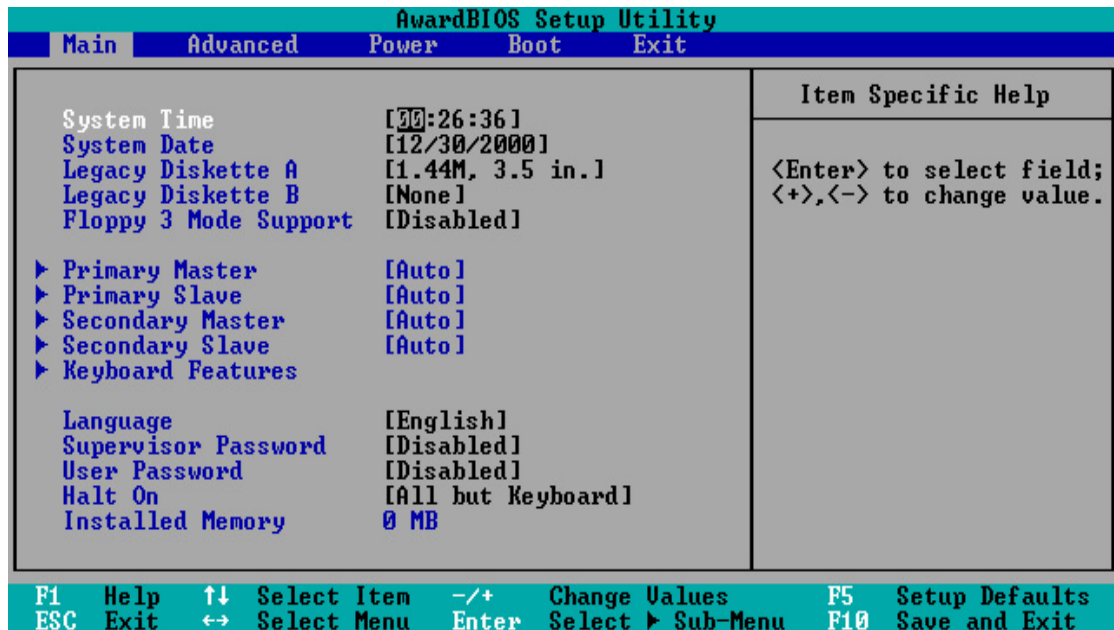 AwardBIOS Setup Utility
Main Advanced Power Boot Exit
Item Specific Help
System Time [00:26:36]
System Date [12/30/2000]
Legacy Diskette A [1.44M, 3.5 in.]
Legacy Diskette B [None]
Floppy 3 Mode Support [Disabled]
<Enter> to select field;
<+>,<-> to change value.
Primary Master [Auto]
Primary Slave [Auto]
Secondary Master [Auto]
Secondary Slave [Auto]
Keyboard Features
Language [English]
Supervisor Password [Disabled]
User Password [Disabled]
Halt On [All but Keyboard]
Installed Memory 0 MB
F1 Help ↑↓ Select Item -/+ Change Values F5 Setup Defaults
ESC Exit ↔ Select Menu Enter Select ▶ Sub-Menu F10 Save and Exit